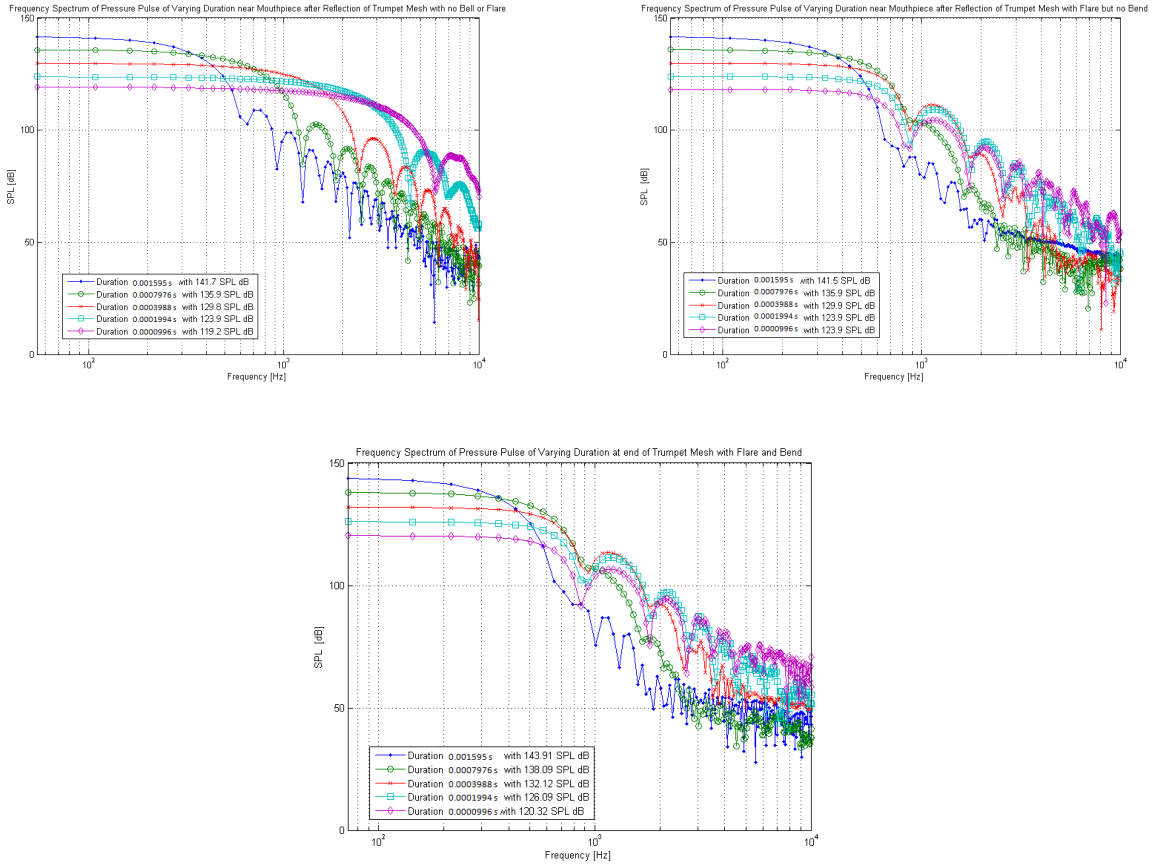 Frequency Spectrum of Pressure Pulse of Varying Duration near Mouthpiece after Reflection of Trumpet Mesh with no Bell or Flare
150
100
50
0
SPL [dB]
10^2
10^3
10^4
Frequency [Hz]
Duration 0.001595 s with 141.7 SPL dB
Duration 0.0007976 s with 135.9 SPL dB
Duration 0.0003988 s with 129.8 SPL dB
Duration 0.0001994 s with 123.9 SPL dB
Duration 0.0000996 s with 119.2 SPL dB
Frequency Spectrum of Pressure Pulse of Varying Duration near Mouthpiece after Reflection of Trumpet Mesh with Flare but no Bend
150
100
50
0
SPL [dB]
10^2
10^3
10^4
Frequency [Hz]
Duration 0.001595 s with 141.5 SPL dB
Duration 0.0007976 s with 135.9 SPL dB
Duration 0.0003988 s with 129.9 SPL dB
Duration 0.0001994 s with 123.9 SPL dB
Duration 0.0000996 s with 123.9 SPL dB
Frequency Spectrum of Pressure Pulse of Varying Duration at end of Trumpet Mesh with Flare and Bend
150
100
50
0
SPL [dB]
10^2
10^3
10^4
Frequency [Hz]
Duration 0.001595 s with 143.91 SPL dB
Duration 0.0007976 s with 138.09 SPL dB
Duration 0.0003988 s with 132.12 SPL dB
Duration 0.0001994 s with 126.09 SPL dB
Duration 0.0000996 s with 120.32 SPL dB